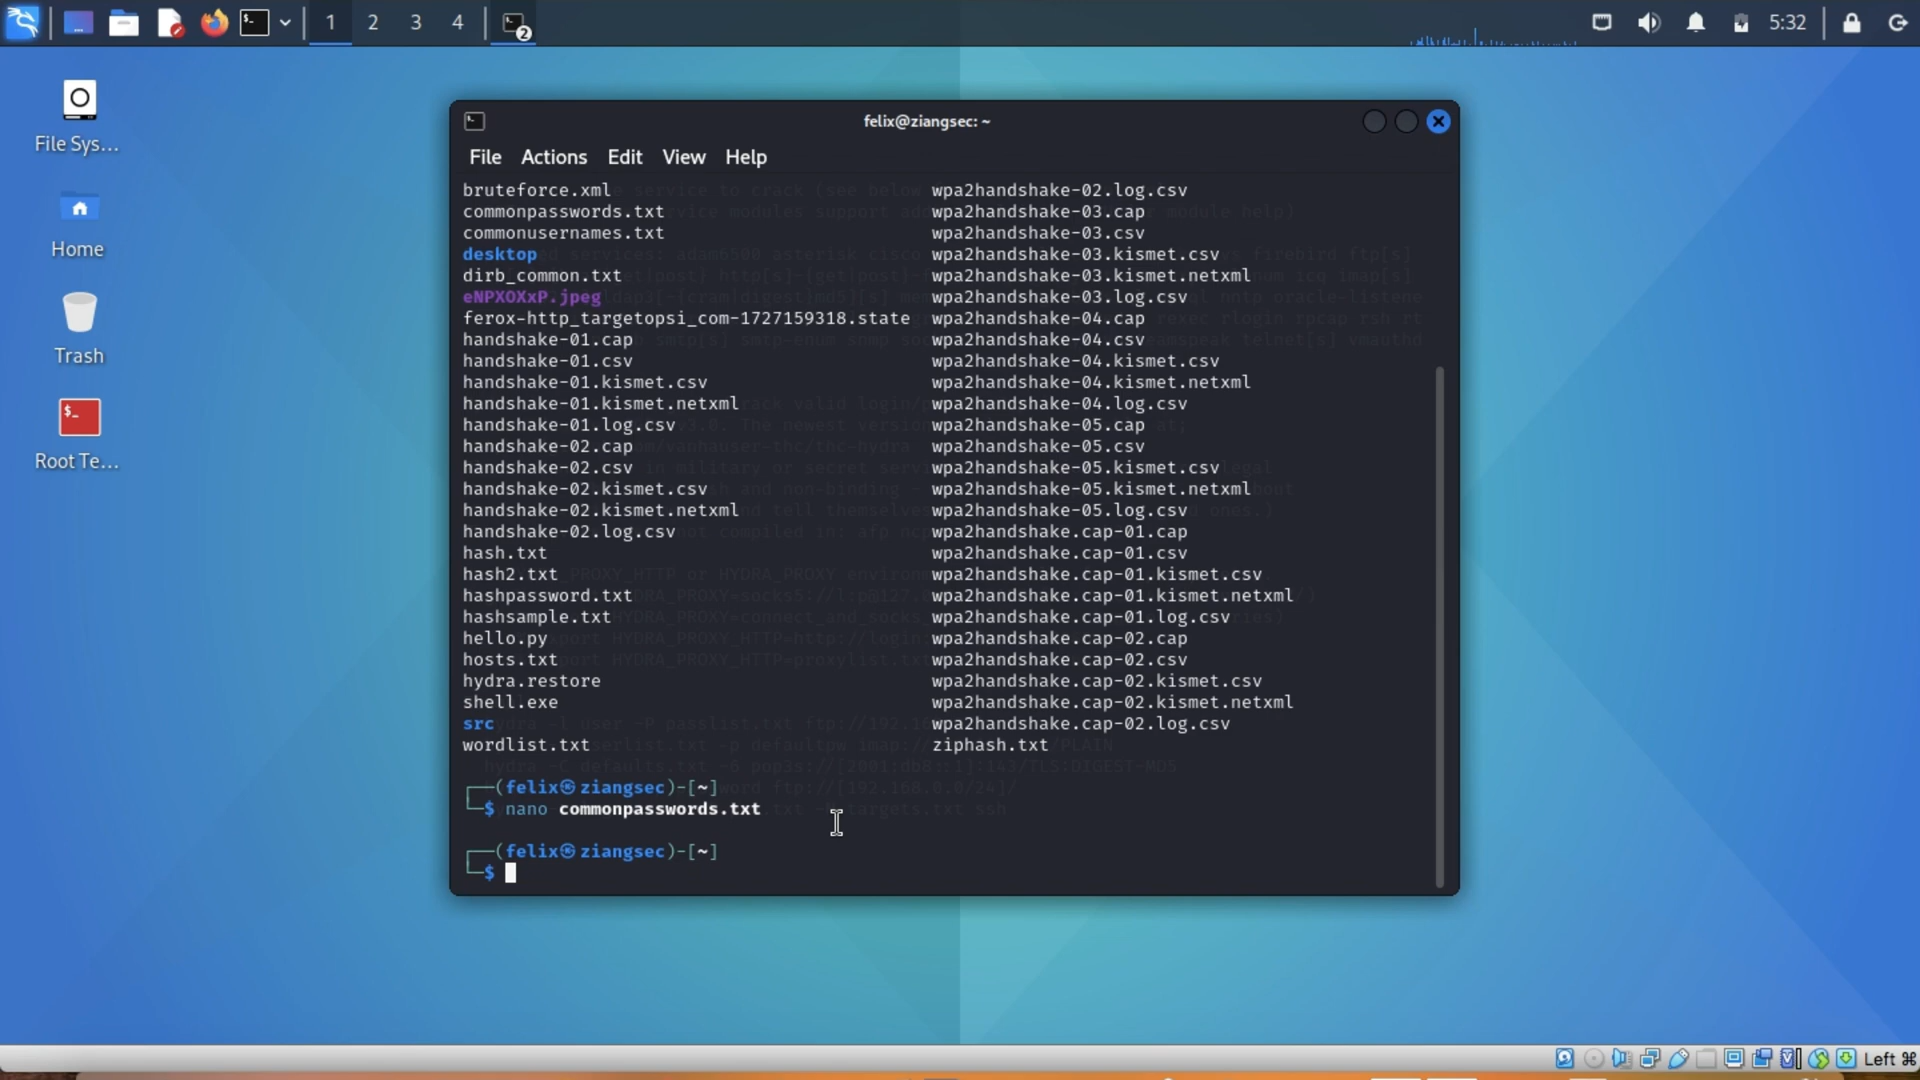 1 2 3 4 2 5:32
File Sys...
Home
Trash
Root Te...
felix@ziangsec: ~
File Actions Edit View Help
bruteforce.xml wpa2handshake-02.log.csv
commonpasswords.txt wpa2handshake-03.cap
commonusernames.txt wpa2handshake-03.csv
desktop wpa2handshake-03.kismet.csv
dirb_common.txt wpa2handshake-03.kismet.netxml
eNPXOXxP.jpeg wpa2handshake-03.log.csv
ferox-http_targetopsi_com-1727159318.state wpa2handshake-04.cap
handshake-01.cap wpa2handshake-04.csv
handshake-01.csv wpa2handshake-04.kismet.csv
handshake-01.kismet.csv wpa2handshake-04.kismet.netxml
handshake-01.kismet.netxml wpa2handshake-04.log.csv
handshake-01.log.csv wpa2handshake-05.cap
handshake-02.cap wpa2handshake-05.csv
handshake-02.csv wpa2handshake-05.kismet.csv
handshake-02.kismet.csv wpa2handshake-05.kismet.netxml
handshake-02.kismet.netxml wpa2handshake-05.log.csv
handshake-02.log.csv wpa2handshake.cap-01.cap
hash.txt wpa2handshake.cap-01.csv
hash2.txt wpa2handshake.cap-01.kismet.csv
hashpassword.txt wpa2handshake.cap-01.kismet.netxml
hashsample.txt wpa2handshake.cap-01.log.csv
hello.py wpa2handshake.cap-02.cap
hosts.txt wpa2handshake.cap-02.csv
hydra.restore wpa2handshake.cap-02.kismet.csv
shell.exe wpa2handshake.cap-02.kismet.netxml
src wpa2handshake.cap-02.log.csv
wordlist.txt ziphash.txt
┌──(felix㉿ziangsec)-[~]
└─$ nano commonpasswords.txt
┌──(felix㉿ziangsec)-[~]
└─$
Left ⌘